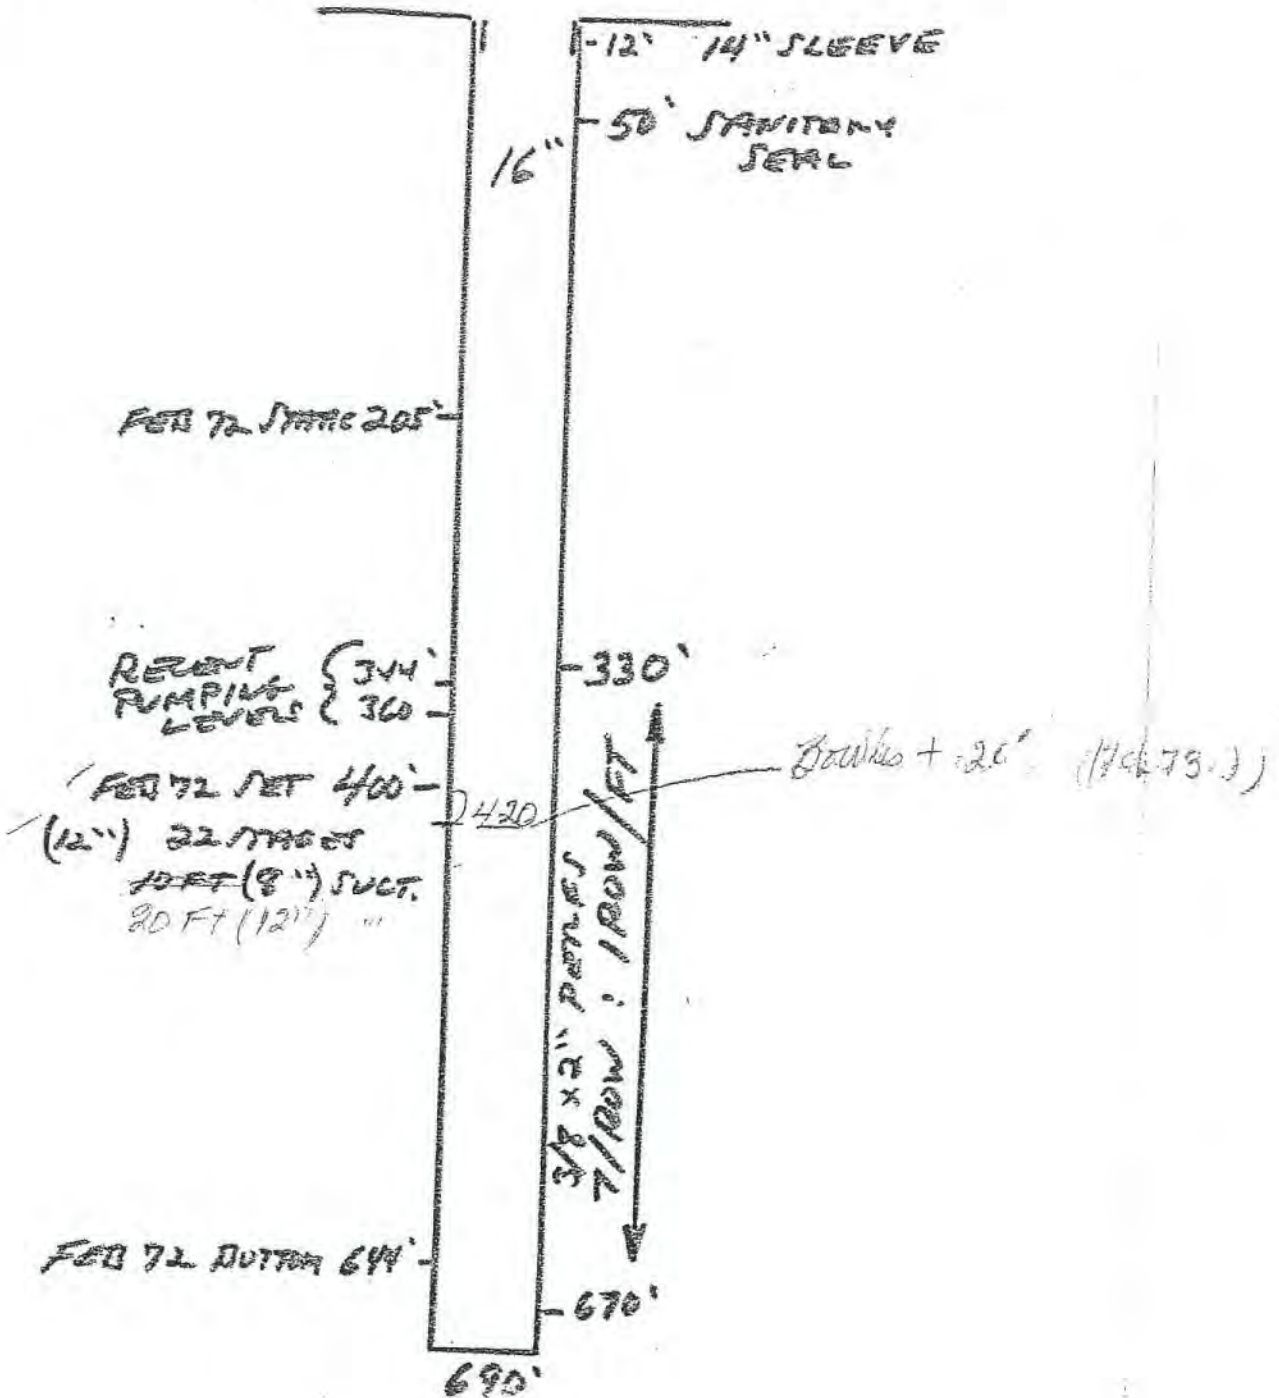 12' 14" SLEEVE
50' SANITARY
SEAL
16"
FEB 72 STATIC 205'
RECENT
PUMPING
LEVELS
344'
360
330'
FEB 72 SET 400'
420
+ 20'
(12") 22 STAGES
10 FT (8") SUCT.
20 Ft (12") "
3/8 x 2" PERFS
7/ROW : 1 ROW/FT
FEB 72 BOTTOM 644'
670'
690'